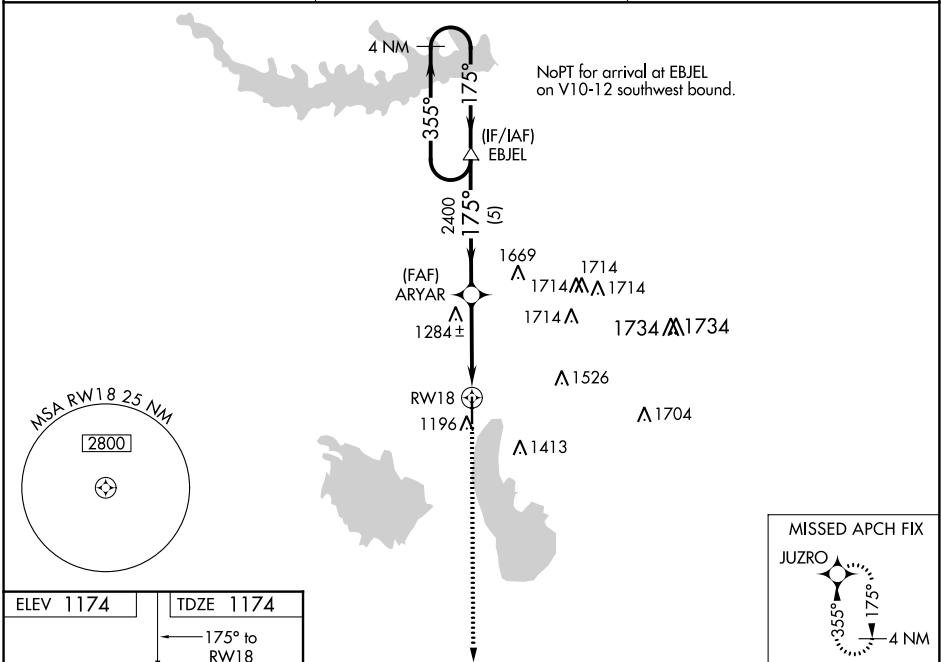 4 NM
NoPT for arrival at EBJEL
on V10-12 southwest bound.
355°
175°
(IF/IAF)
EBJEL
2400
175°
(5)
(FAF)
ARYAR
1669
1714
1714
1714
1714
1284±
1734
1734
1526
RW18
1196
1704
1413
MSA RW18 25 NM
2800
MISSED APCH FIX
JUZRO
355°
175°
4 NM
ELEV 1174
TDZE 1174
175° to
RW18